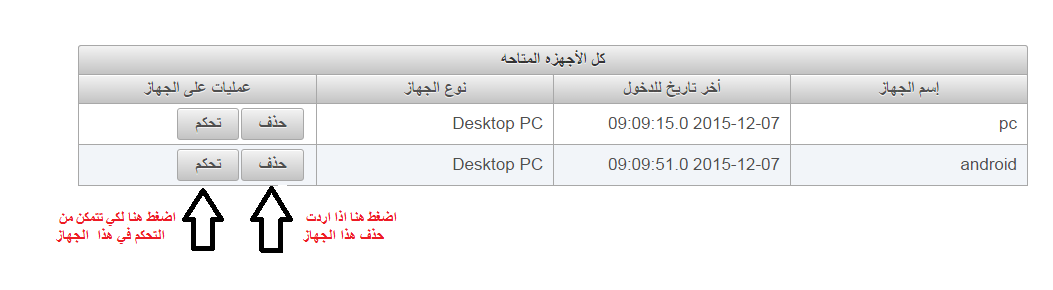 كل الأجهزه المتاحه
إسم الجهاز أخر تاريخ للدخول نوع الجهاز عمليات على الجهاز
pc 2015-12-07 09:09:15.0 Desktop PC حذف تحكم
android 2015-12-07 09:09:51.0 Desktop PC حذف تحكم
اضغط هنا اذا اردت
حذف هذا الجهاز
اضغط هنا لكي تتمكن من
التحكم في هذا الجهاز